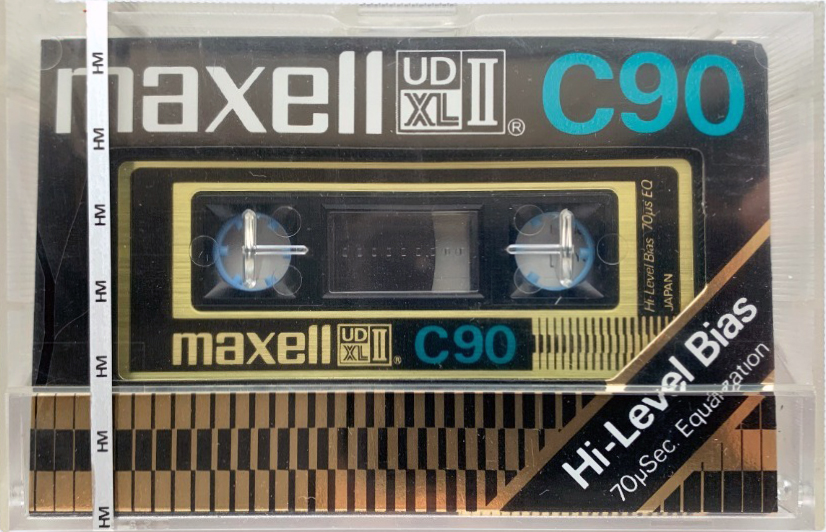 maxell UD XL II ® C90
Hi-Level Bias 70µs EQ
JAPAN
maxell UD XL II ® C90
Hi-Level Bias
70µSec. Equalization
HM
HM
HM
HM
HM
HM
HM